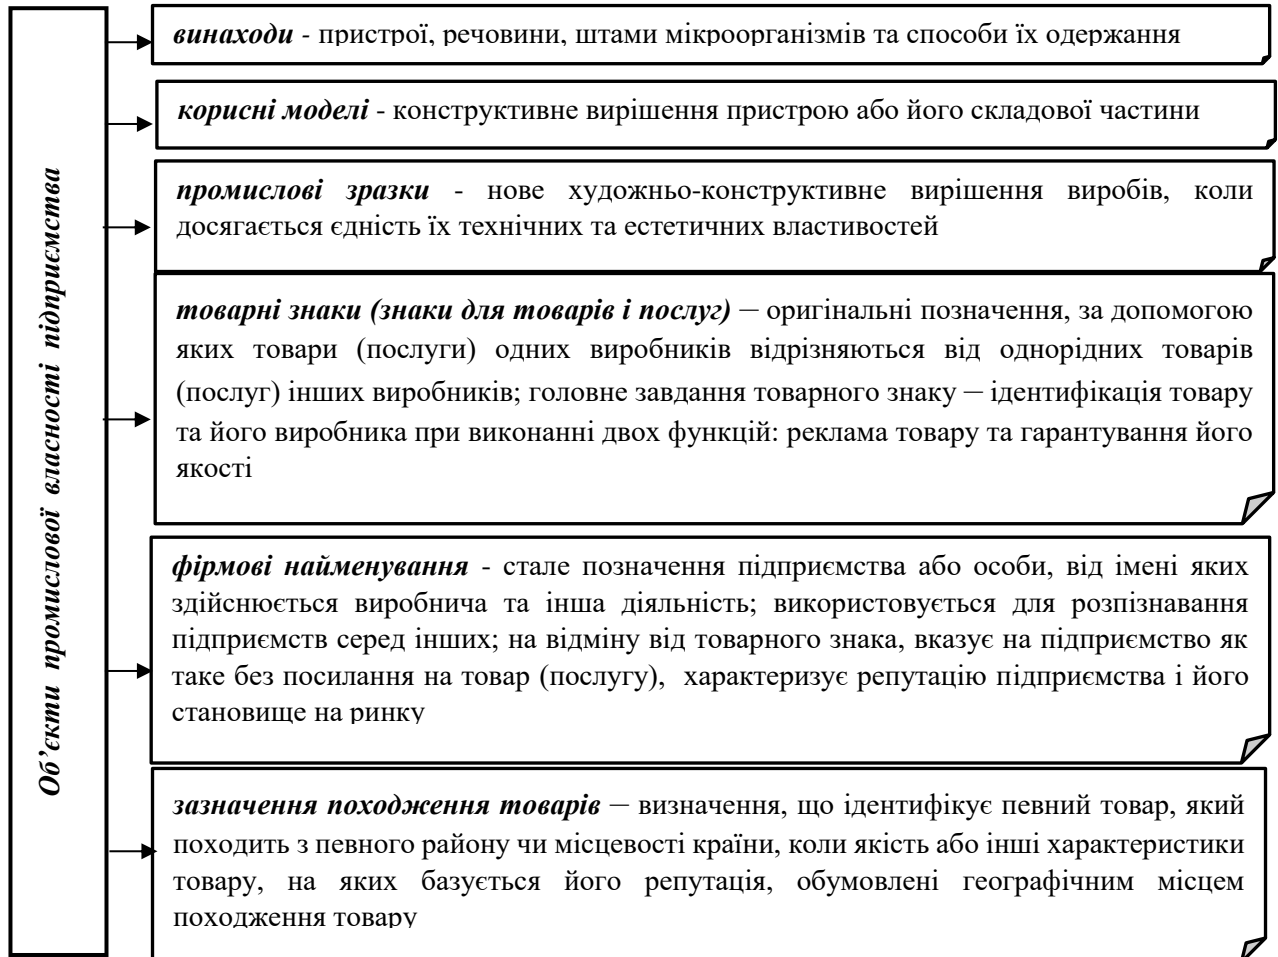 Об’єкти промислової власності підприємства
винаходи - пристрої, речовини, штами мікроорганізмів та способи їх одержання
корисні моделі - конструктивне вирішення пристрою або його складової частини
промислові зразки - нове художньо-конструктивне вирішення виробів, коли
досягається єдність їх технічних та естетичних властивостей
товарні знаки (знаки для товарів і послуг) – оригінальні позначення, за допомогою
яких товари (послуги) одних виробників відрізняються від однорідних товарів
(послуг) інших виробників; головне завдання товарного знаку – ідентифікація товару
та його виробника при виконанні двох функцій: реклама товару та гарантування його
якості
фірмові найменування - стале позначення підприємства або особи, від імені яких
здійснюється виробнича та інша діяльність; використовується для розпізнавання
підприємств серед інших; на відміну від товарного знака, вказує на підприємство як
таке без посилання на товар (послугу), характеризує репутацію підприємства і його
становище на ринку
зазначення походження товарів – визначення, що ідентифікує певний товар, який
походить з певного району чи місцевості країни, коли якість або інші характеристики
товару, на яких базується його репутація, обумовлені географічним місцем
походження товару